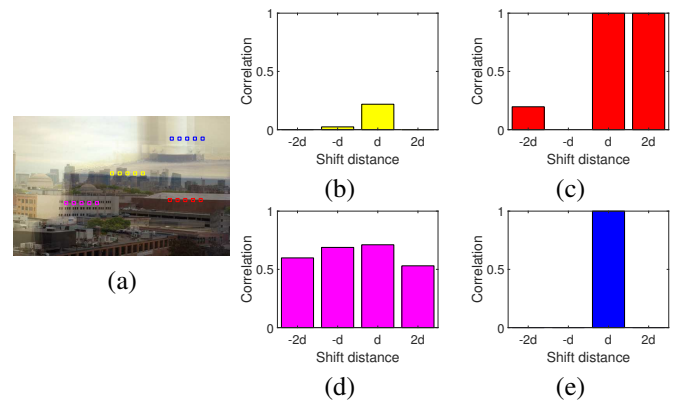 1
0.5
0
Correlation
-2d -d d 2d
Shift distance
(b)
1
0.5
0
Correlation
-2d -d d 2d
Shift distance
(c)
(a)
1
0.5
0
Correlation
-2d -d d 2d
Shift distance
(d)
1
0.5
0
Correlation
-2d -d d 2d
Shift distance
(e)